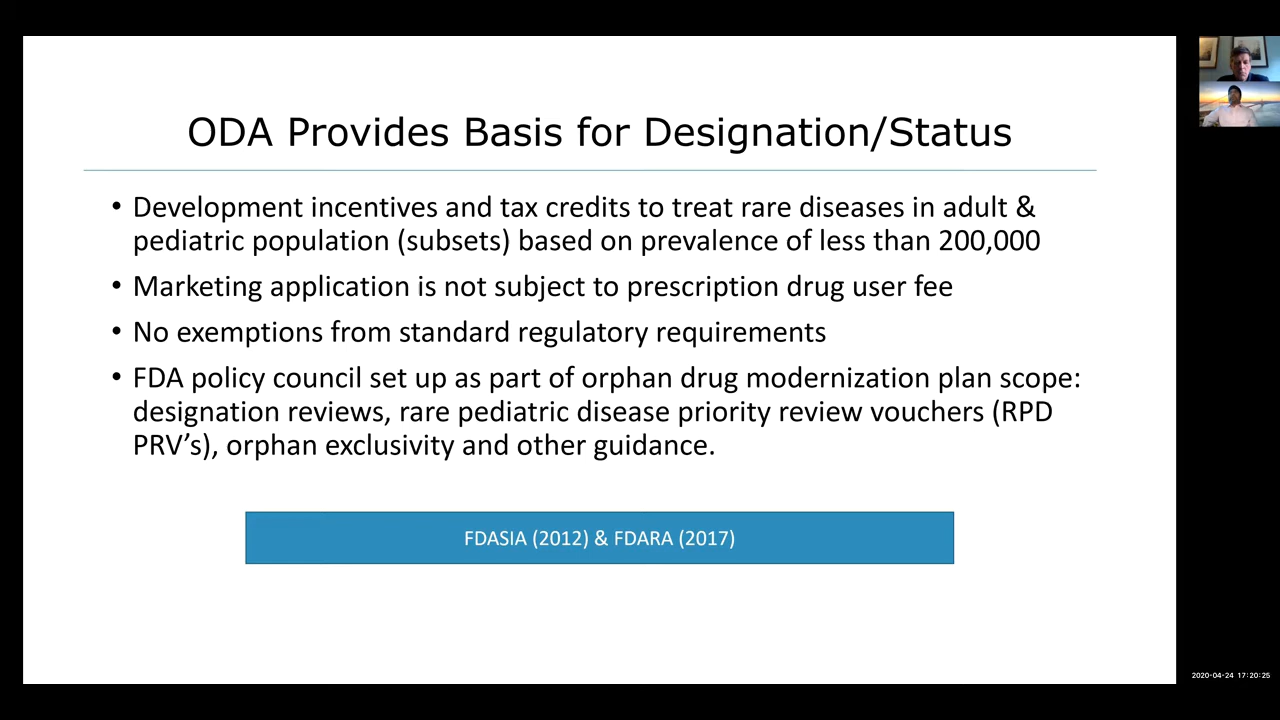 ODA Provides Basis for Designation/Status
• Development incentives and tax credits to treat rare diseases in adult &
pediatric population (subsets) based on prevalence of less than 200,000
• Marketing application is not subject to prescription drug user fee
• No exemptions from standard regulatory requirements
• FDA policy council set up as part of orphan drug modernization plan scope:
designation reviews, rare pediatric disease priority review vouchers (RPD
PRV’s), orphan exclusivity and other guidance.
FDASIA (2012) & FDARA (2017)
2020-04-24 17:20:25